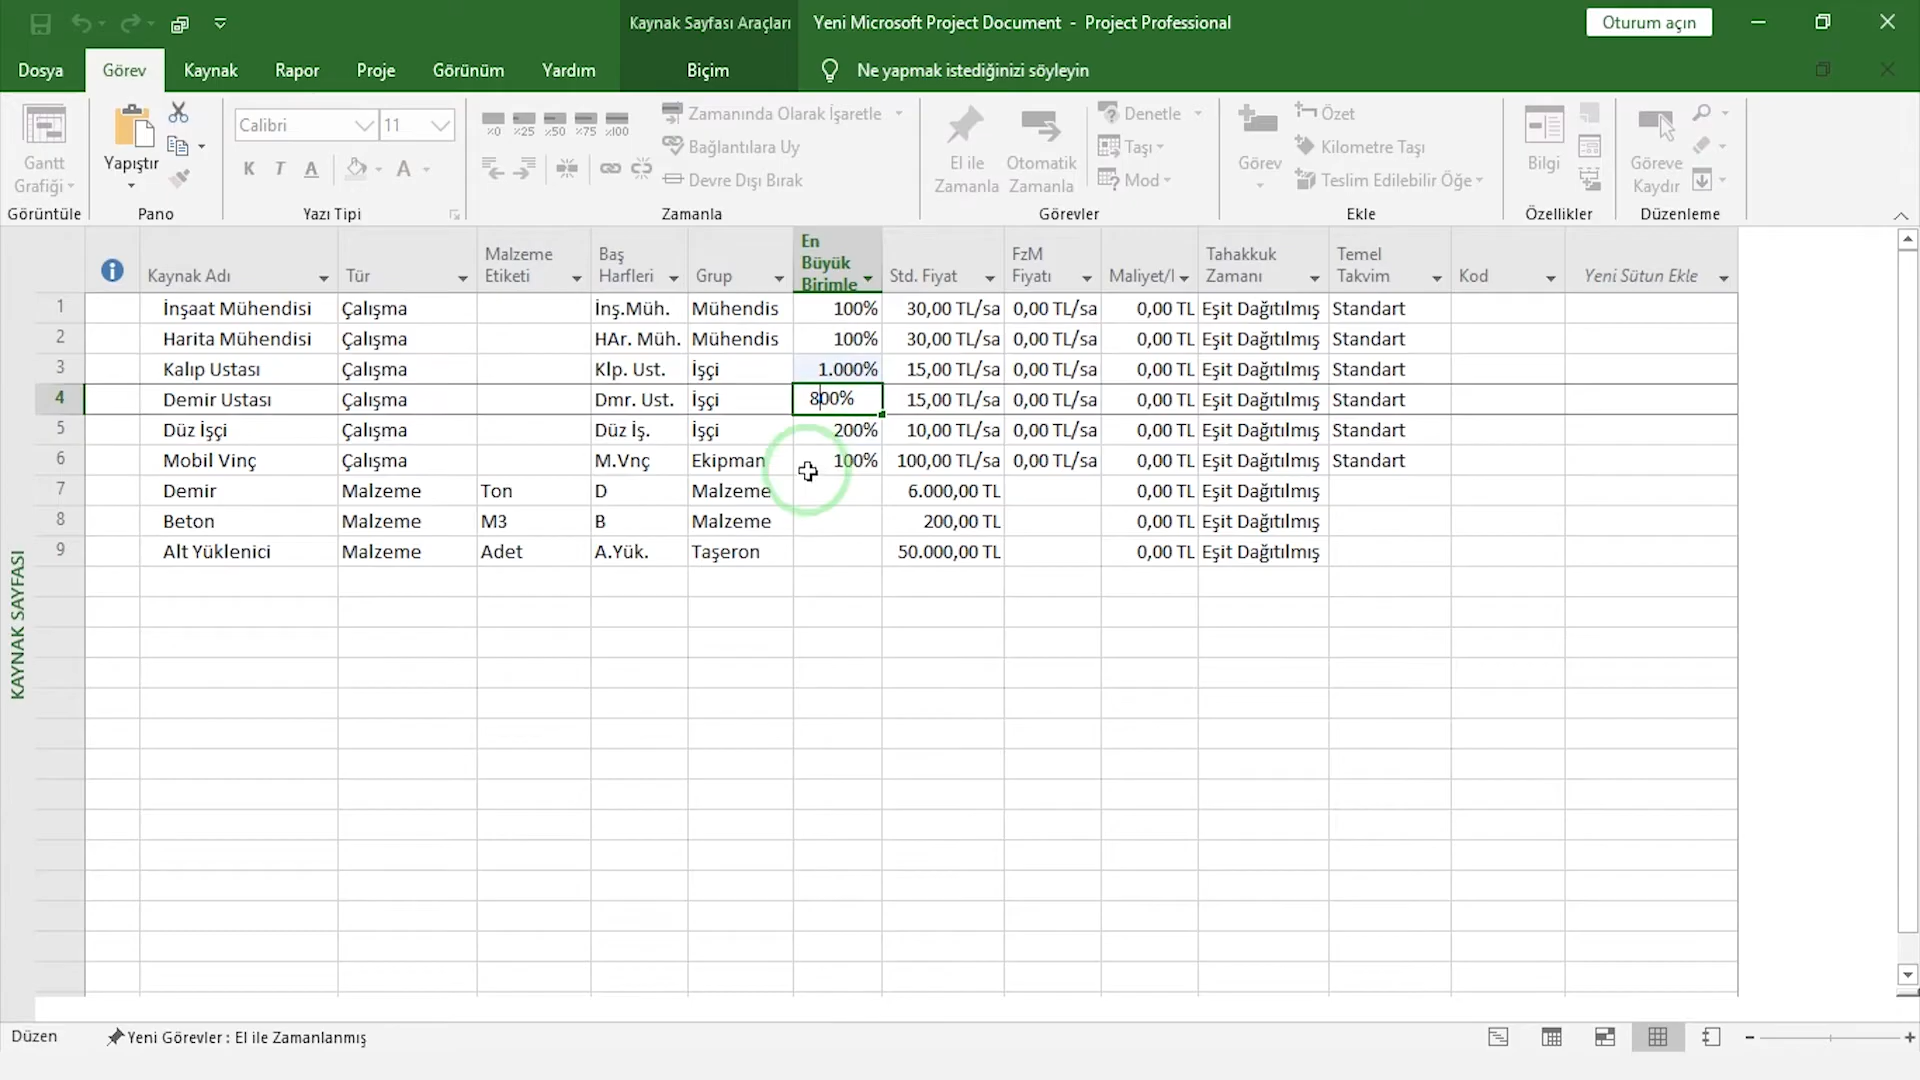 Kaynak Sayfası Araçları
Yeni Microsoft Project Document - Project Professional
Oturum açın
Dosya Görev Kaynak Rapor Proje Görünüm Yardım Biçim Ne yapmak istediğinizi söyleyin
Gantt Grafiği
Görüntüle
Yapıştır
Pano
Calibri 11
K T A A
Yazı Tipi
%0 %25 %50 %75 %100
Zamanında Olarak İşaretle
Bağlantılara Uy
Devre Dışı Bırak
Zamanla
El ile Zamanla
Otomatik Zamanla
Denetle
Taşı
Mod
Görevler
Görev
Özet
Kilometre Taşı
Teslim Edilebilir Öğe
Ekle
Bilgi
Özellikler
Göreve Kaydır
Düzenleme
Kaynak Adı Tür Malzeme Etiketi Baş Harfleri Grup En Büyük Birimle Std. Fiyat FzM Fiyatı Maliyet/l Tahakkuk Zamanı Temel Takvim Kod Yeni Sütun Ekle
1 İnşaat Mühendisi Çalışma İnş.Müh. Mühendis 100% 30,00 TL/sa 0,00 TL/sa 0,00 TL Eşit Dağıtılmış Standart
2 Harita Mühendisi Çalışma HAr. Müh. Mühendis 100% 30,00 TL/sa 0,00 TL/sa 0,00 TL Eşit Dağıtılmış Standart
3 Kalıp Ustası Çalışma Klp. Ust. İşçi 1.000% 15,00 TL/sa 0,00 TL/sa 0,00 TL Eşit Dağıtılmış Standart
4 Demir Ustası Çalışma Dmr. Ust. İşçi 800% 15,00 TL/sa 0,00 TL/sa 0,00 TL Eşit Dağıtılmış Standart
5 Düz İşçi Çalışma Düz İş. İşçi 200% 10,00 TL/sa 0,00 TL/sa 0,00 TL Eşit Dağıtılmış Standart
6 Mobil Vinç Çalışma M.Vnç Ekipman 100% 100,00 TL/sa 0,00 TL/sa 0,00 TL Eşit Dağıtılmış Standart
7 Demir Malzeme Ton D Malzeme 6.000,00 TL 0,00 TL Eşit Dağıtılmış
8 Beton Malzeme M3 B Malzeme 200,00 TL 0,00 TL Eşit Dağıtılmış
9 Alt Yüklenici Malzeme Adet A.Yük. Taşeron 50.000,00 TL 0,00 TL Eşit Dağıtılmış
KAYNAK SAYFASI
Düzen Yeni Görevler : El ile Zamanlanmış